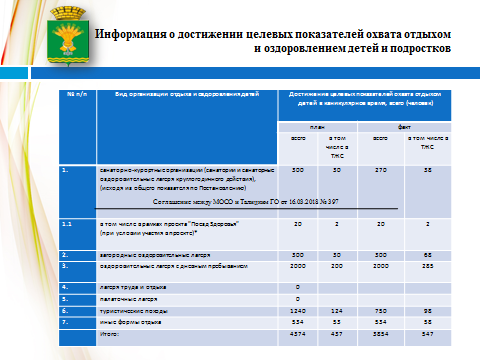 Информация о достижении целевых показателей охвата отдыхом
и оздоровлением детей и подростков
№ п/п
Вид организации отдыха и оздоровления детей
Достижение целевых показателей охвата отдыхом
детей в каникулярное время, всего (человек)
план факт
всего в том числе в ТЖС всего в том числе в ТЖС
1. санаторно-курортные организации (санатории и санаторные
оздоровительные лагеря круглогодичного действия),
(исходя из общего показателя по Постановлению) 300 30 270 38
Соглашение между МОСО и Талицким ГО от 16.03.2018 № 397
1.1 в том числе в рамках проекта "Поезд Здоровья"
(при условии участия в проекте)* 20 2 20 2
2. загородные оздоровительные лагеря 300 30 300 68
3. оздоровительные лагеря с дневным пребыванием 2000 200 2000 285
4. лагеря труда и отдыха 0
5. палаточные лагеря 0
6. туристические походы 1240 124 750 98
7. иные формы отдыха 534 53 534 58
Итого: 4374 437 3854 547